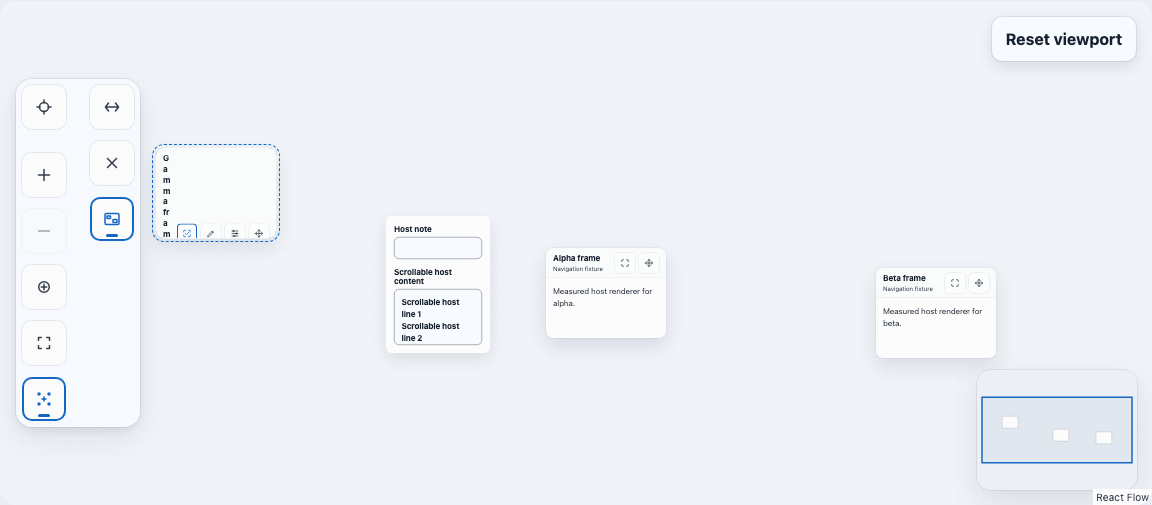 Reset viewport
G
a
m
m
a
fr
a
m
Host note
Scrollable host
content
Scrollable host
line 1
Scrollable host
line 2
Alpha frame
Navigation fixture
Measured host renderer for
alpha.
Beta frame
Navigation fixture
Measured host renderer for
beta.
React Flow